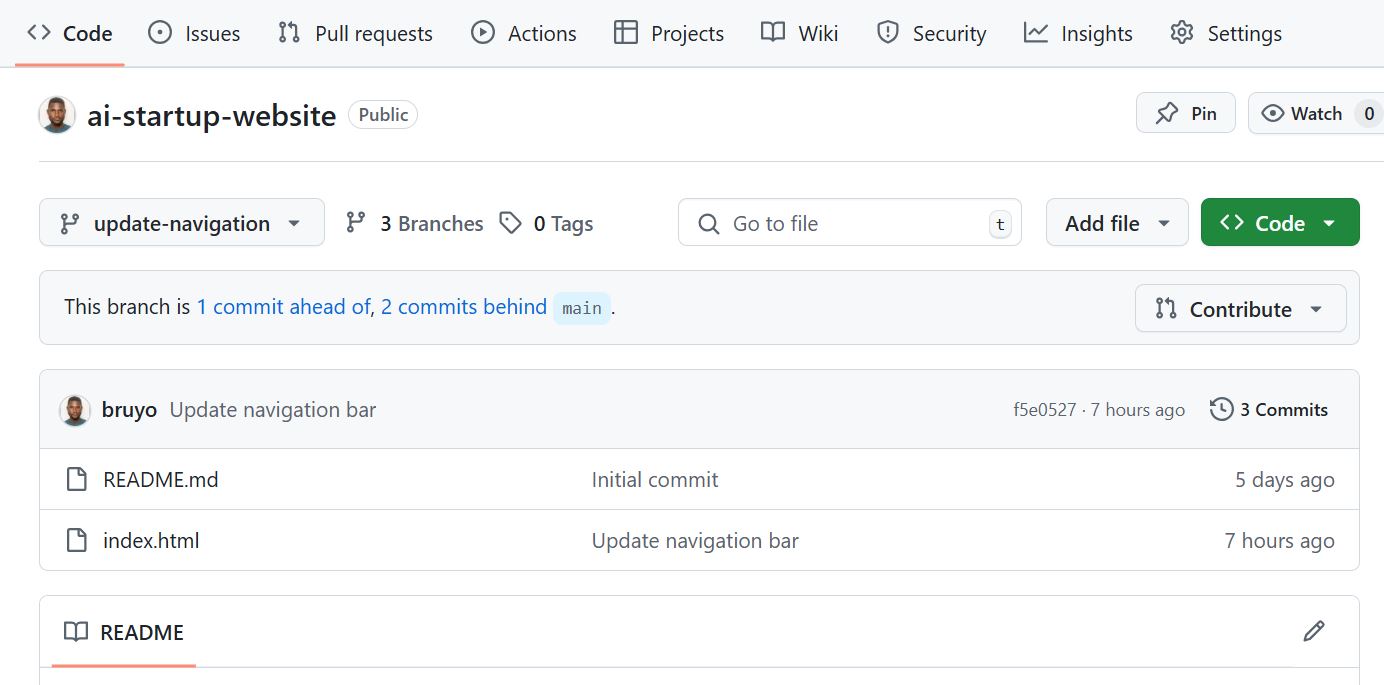 Code Issues Pull requests Actions Projects Wiki Security Insights Settings
ai-startup-website Public Pin Watch 0
update-navigation 3 Branches 0 Tags Go to file t Add file Code
This branch is 1 commit ahead of, 2 commits behind main . Contribute
bruyo Update navigation bar f5e0527 · 7 hours ago 3 Commits
README.md Initial commit 5 days ago
index.html Update navigation bar 7 hours ago
README